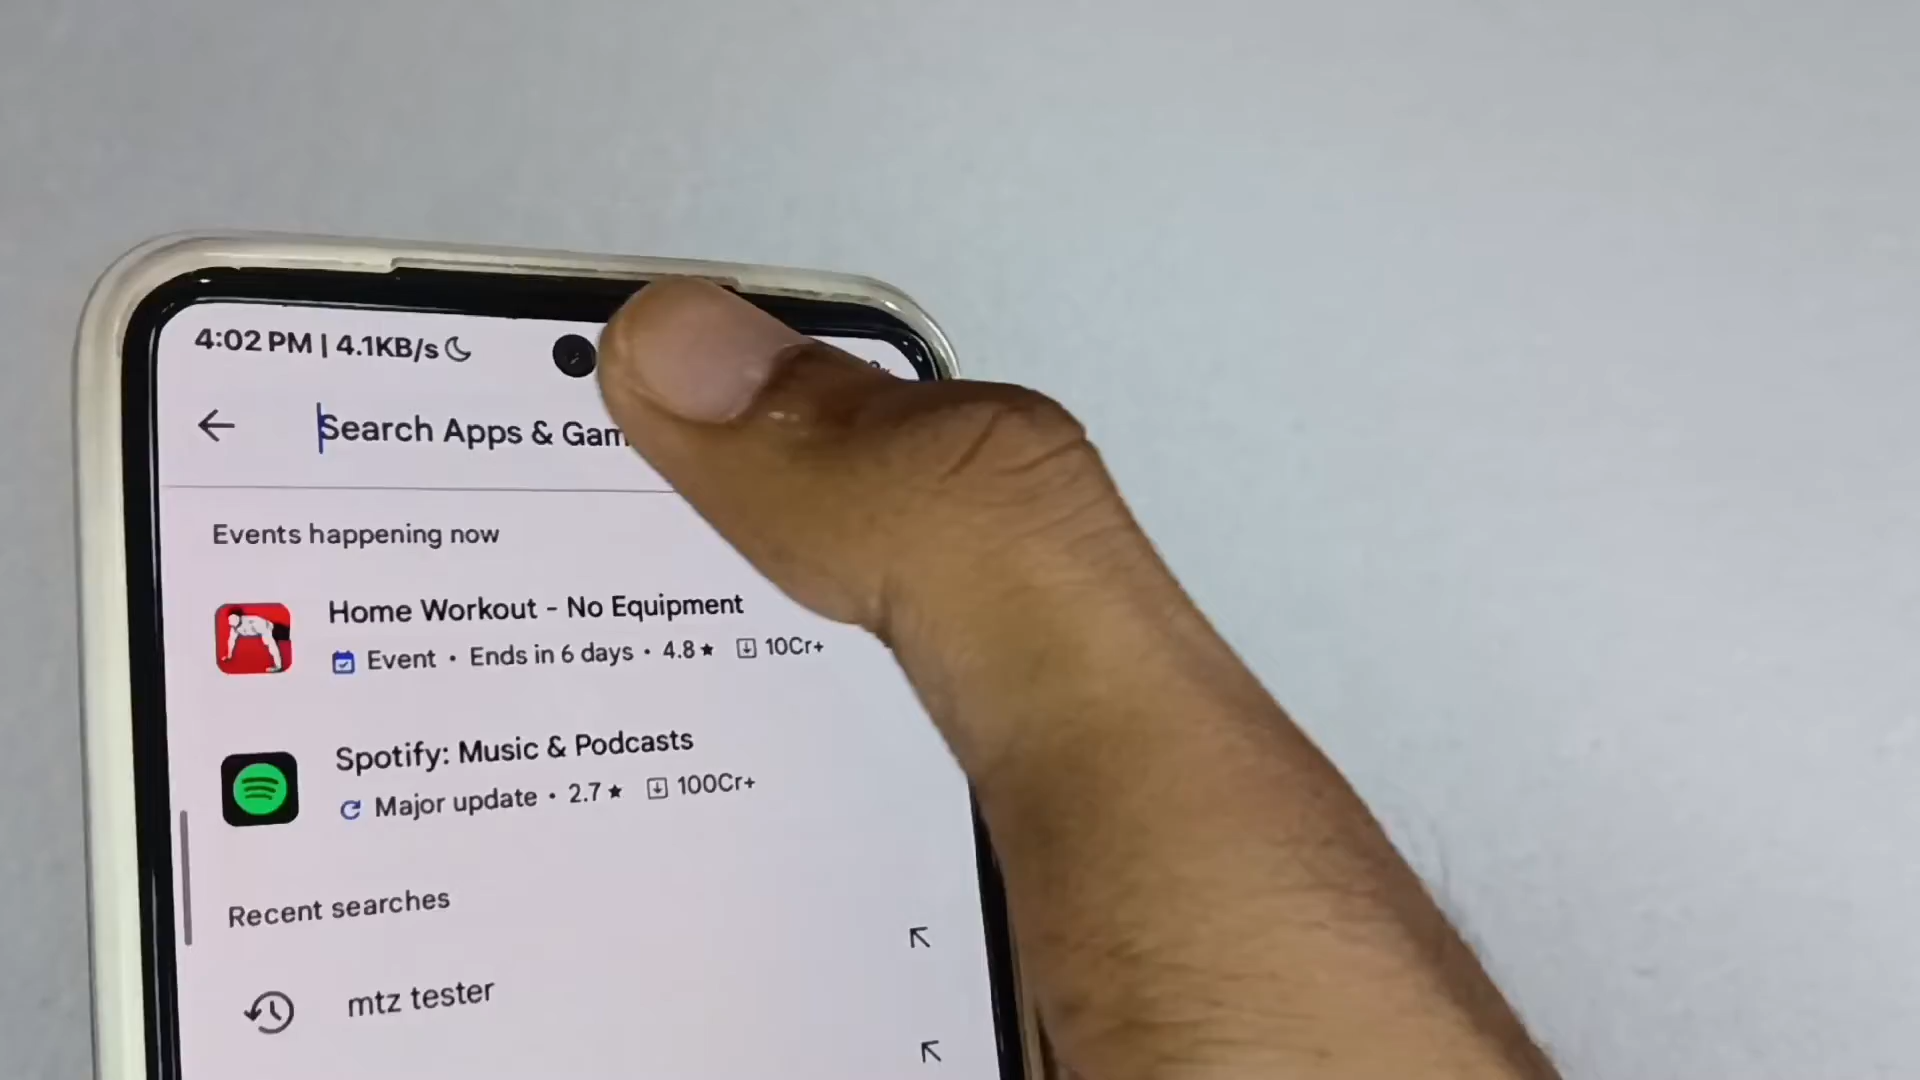 4:02 PM | 4.1KB/s
Search Apps & Gam
Events happening now
Home Workout - No Equipment
Event • Ends in 6 days • 4.8★ 10Cr+
Spotify: Music & Podcasts
Major update • 2.7★ 100Cr+
Recent searches
mtz tester